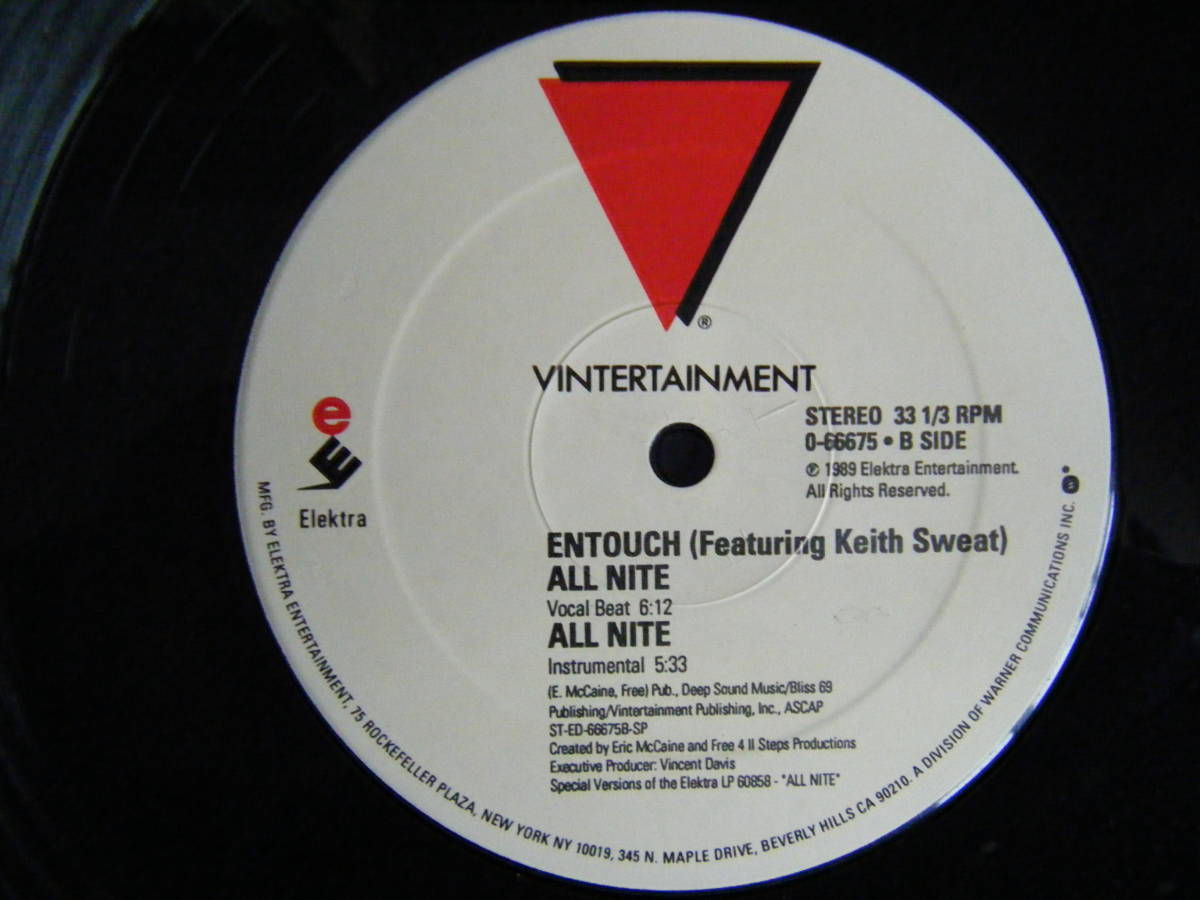 ®
VINTERTAINMENT
STEREO 33 1/3 RPM
0-66675 • B SIDE
℗ 1989 Elektra Entertainment.
All Rights Reserved.
e
E
Elektra
ENTOUCH (Featuring Keith Sweat)
ALL NITE
Vocal Beat 6:12
ALL NITE
Instrumental 5:33
(E. McCaine, Free) Pub., Deep Sound Music/Bliss 69
Publishing/Vintertainment Publishing, Inc., ASCAP
ST-ED-66675B-SP
Created by Eric McCaine and Free 4 II Steps Productions
Executive Producer: Vincent Davis
Special Versions of the Elektra LP 60858 - "ALL NITE"
MFG. BY ELEKTRA ENTERTAINMENT, 75 ROCKEFELLER PLAZA, NEW YORK NY 10019, 345 N. MAPLE DRIVE, BEVERLY HILLS CA 90210. A DIVISION OF WARNER COMMUNICATIONS INC.